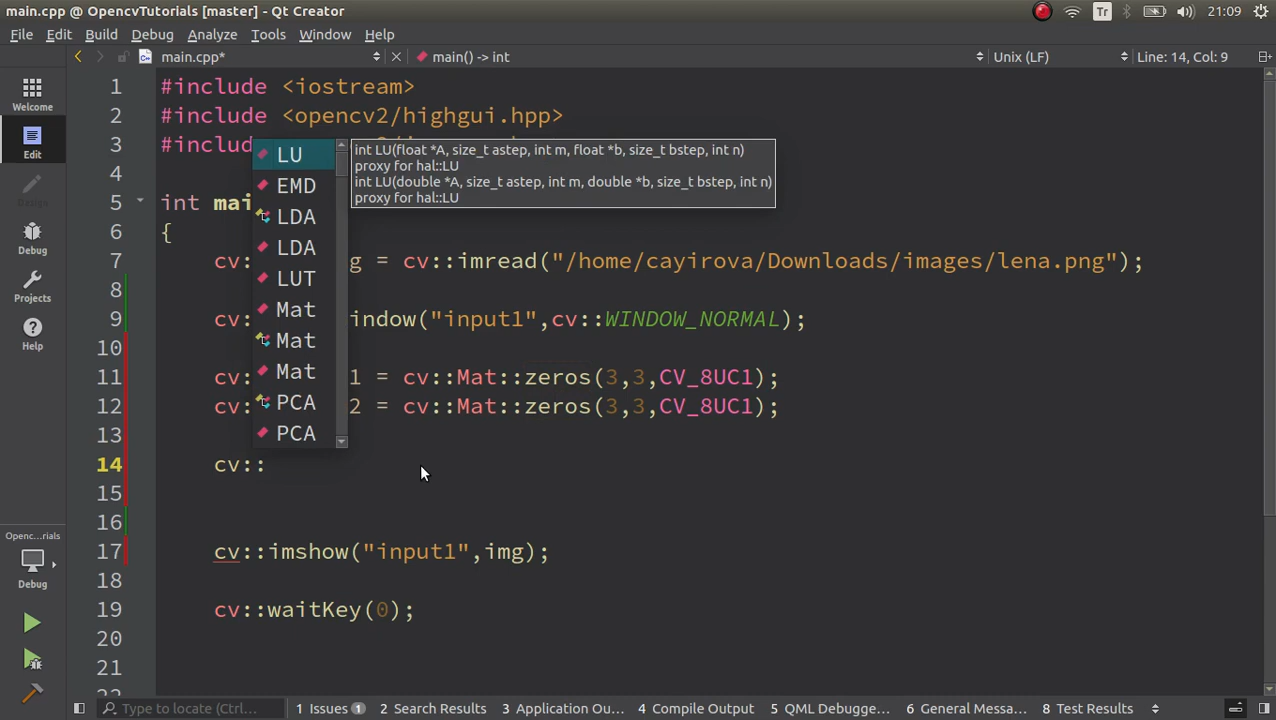 main.cpp @ OpencvTutorials [master] - Qt Creator
Tr 21:09
File Edit Build Debug Analyze Tools Window Help
main.cpp* main() -> int Unix (LF) Line: 14, Col: 9
Welcome
Edit
Design
Debug
Projects
Help
Openc...rials
Debug
1 #include <iostream>
2 #include <opencv2/highgui.hpp>
3 #includ
4
5 int mai
6 {
7 cv: g = cv::imread("/home/cayirova/Downloads/images/lena.png");
8
9 cv: indow("input1",cv::WINDOW_NORMAL);
10
11 cv: 1 = cv::Mat::zeros(3,3,CV_8UC1);
12 cv: 2 = cv::Mat::zeros(3,3,CV_8UC1);
13
14 cv::
15
16
17 cv::imshow("input1",img);
18
19 cv::waitKey(0);
20
21
22
LU
EMD
LDA
LDA
LUT
Mat
Mat
Mat
PCA
PCA
int LU(float *A, size_t astep, int m, float *b, size_t bstep, int n)
proxy for hal::LU
int LU(double *A, size_t astep, int m, double *b, size_t bstep, int n)
proxy for hal::LU
Type to locate (Ctrl... 1 Issues 1 2 Search Results 3 Application Ou... 4 Compile Output 5 QML Debugge... 6 General Messa... 8 Test Results